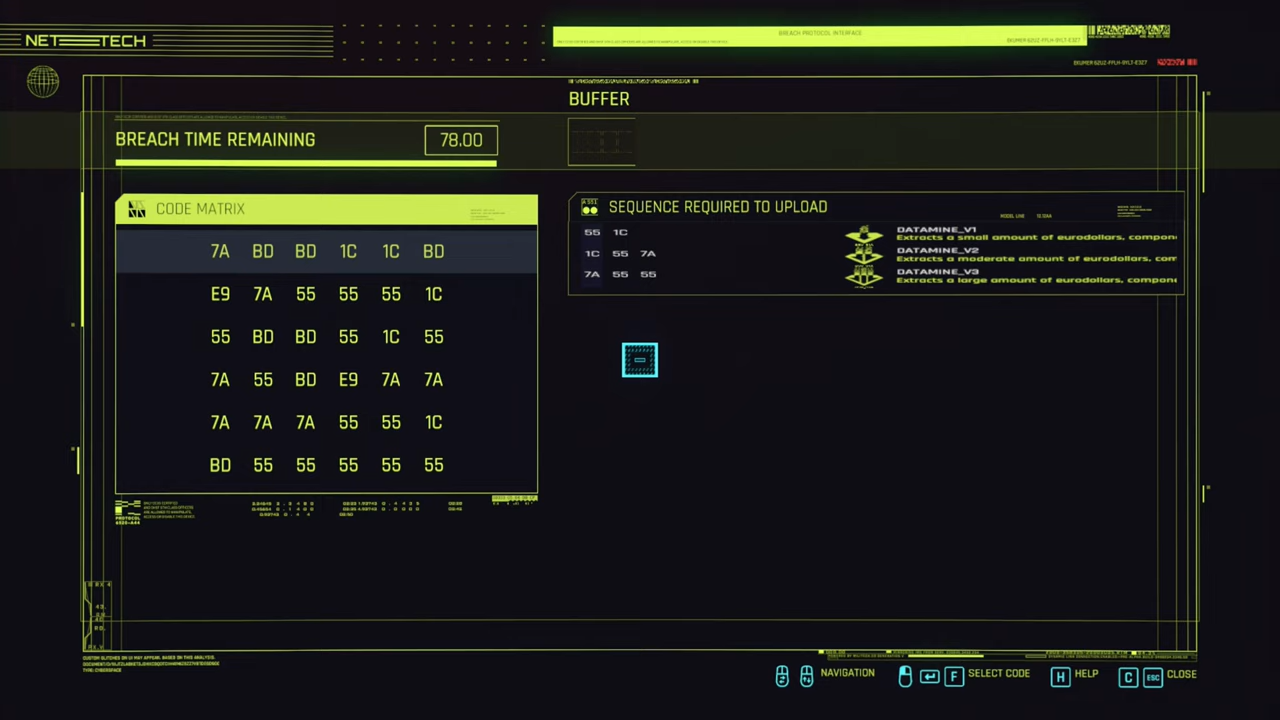 NET TECH
BREACH PROTOCOL INTERFACE
BUFFER
BREACH TIME REMAINING 78.00
CODE MATRIX
7A BD BD 1C 1C BD
E9 7A 55 55 55 1C
55 BD BD 55 1C 55
7A 55 BD E9 7A 7A
7A 7A 7A 55 55 1C
BD 55 55 55 55 55
SEQUENCE REQUIRED TO UPLOAD
55 1C
DATAMINE_V1
Extracts a small amount of eurodollars, compon
1C 55 7A
DATAMINE_V2
Extracts a moderate amount of eurodollars, com
7A 55 55
DATAMINE_V3
Extracts a large amount of eurodollars, compon
NAVIGATION
F SELECT CODE
H HELP
C ESC CLOSE